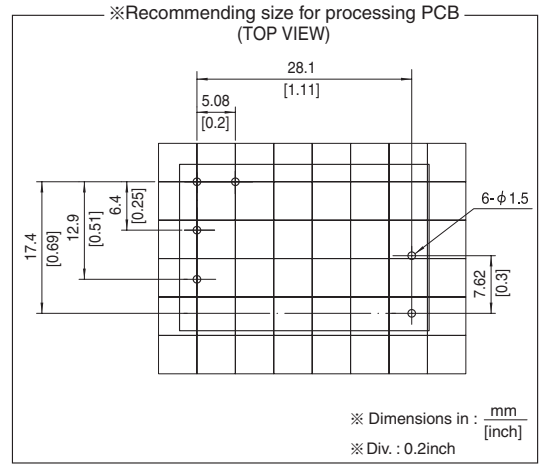 ※Recommending size for processing PCB
(TOP VIEW)
28.1
[1.11]
5.08
[0.2]
17.4
[0.69]
12.9
[0.51]
6.4
[0.25]
6-ϕ1.5
7.62
[0.3]
※ Dimensions in : mm
[inch]
※Div. : 0.2inch